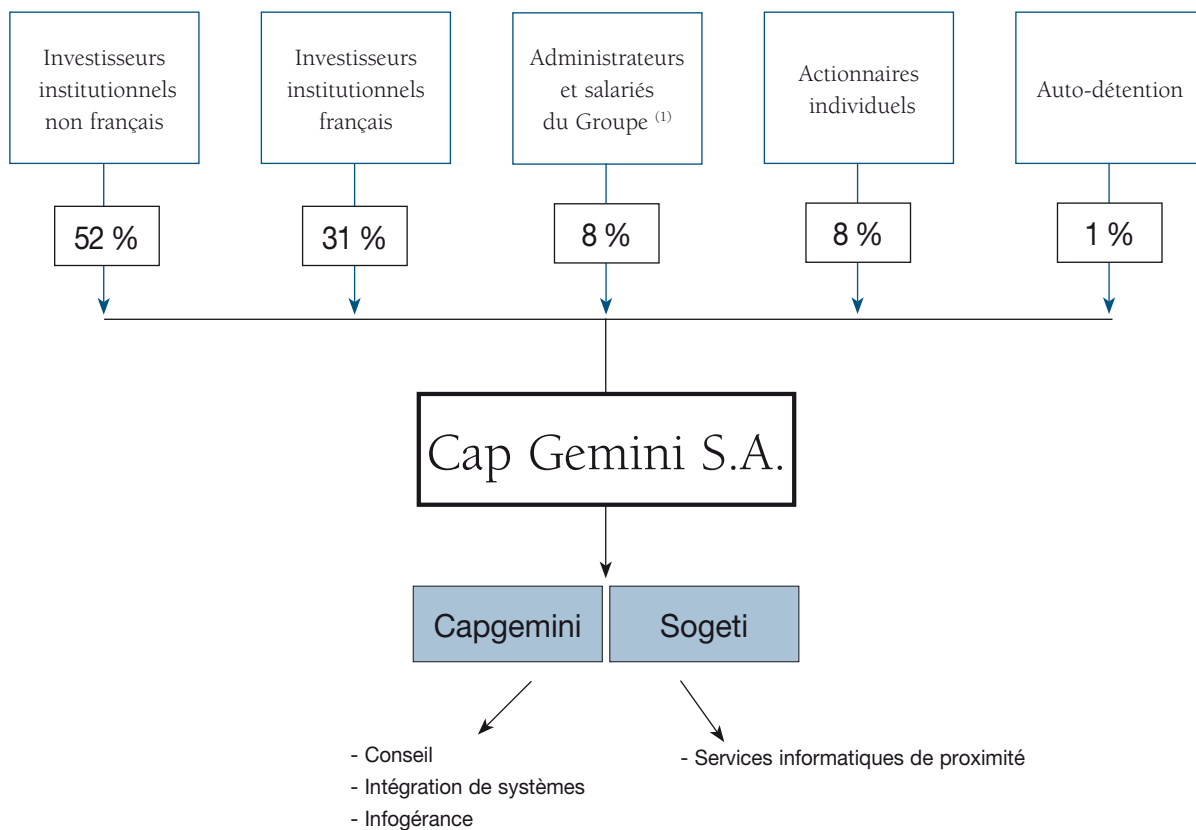 Investisseurs
institutionnels
non français
Investisseurs
institutionnels
français
Administrateurs
et salariés
du Groupe (1)
Actionnaires
individuels
Auto-détention
52 %
31 %
8 %
8 %
1 %
Cap Gemini S.A.
Capgemini
Sogeti
- Conseil
- Intégration de systèmes
- Infogérance
- Services informatiques de proximité